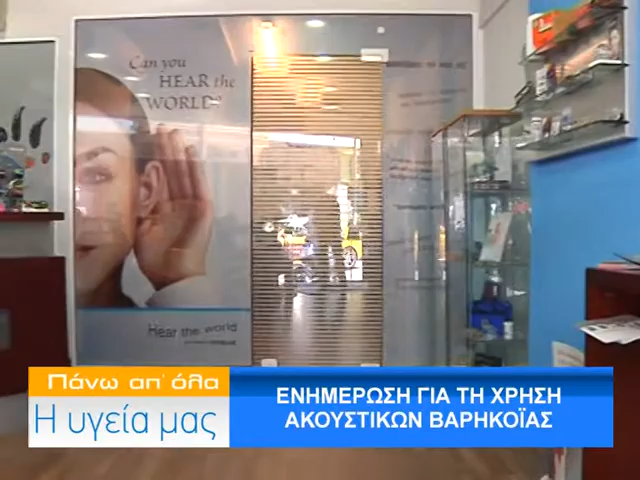 Can you
HEAR the
WORLD?
Hear the world
Πάνω απ' όλα
Η υγεία μας
ΕΝΗΜΕΡΩΣΗ ΓΙΑ ΤΗ ΧΡΗΣΗ
ΑΚΟΥΣΤΙΚΩΝ ΒΑΡΗΚΟΪΑΣ